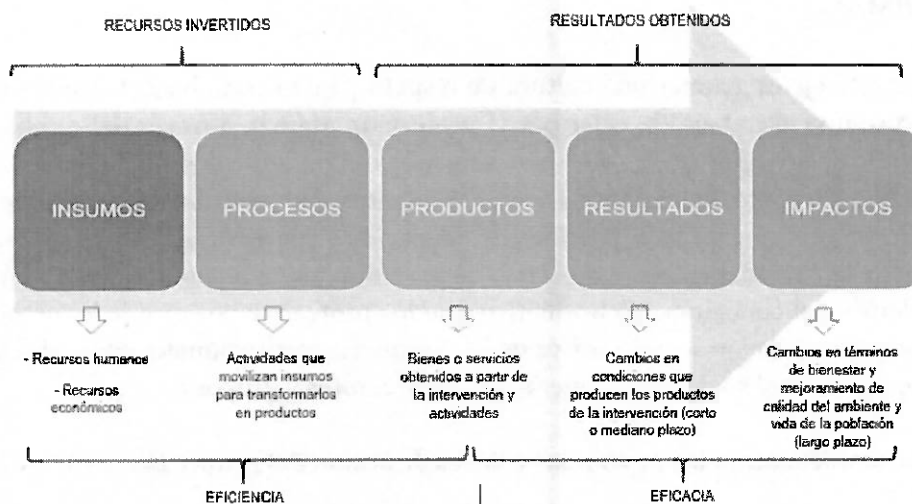 RECURSOS INVERTIDOS
RESULTADOS OBTENIDOS
INSUMOS
PROCESOS
PRODUCTOS
RESULTADOS
IMPACTOS
- Recursos humanos
- Recursos
económicos
Actividades que
movilizan insumos
para transformarlos
en productos
Bienes o servicios
obtenidos a partir de
la intervención y
actividades
Cambios en
condiciones que
producen los productos
de la intervención (corto
o mediano plazo)
Cambios en términos
de bienestar y
mejoramiento de
calidad del ambiente y
vida de la población
(largo plazo)
EFICIENCIA
EFICACIA